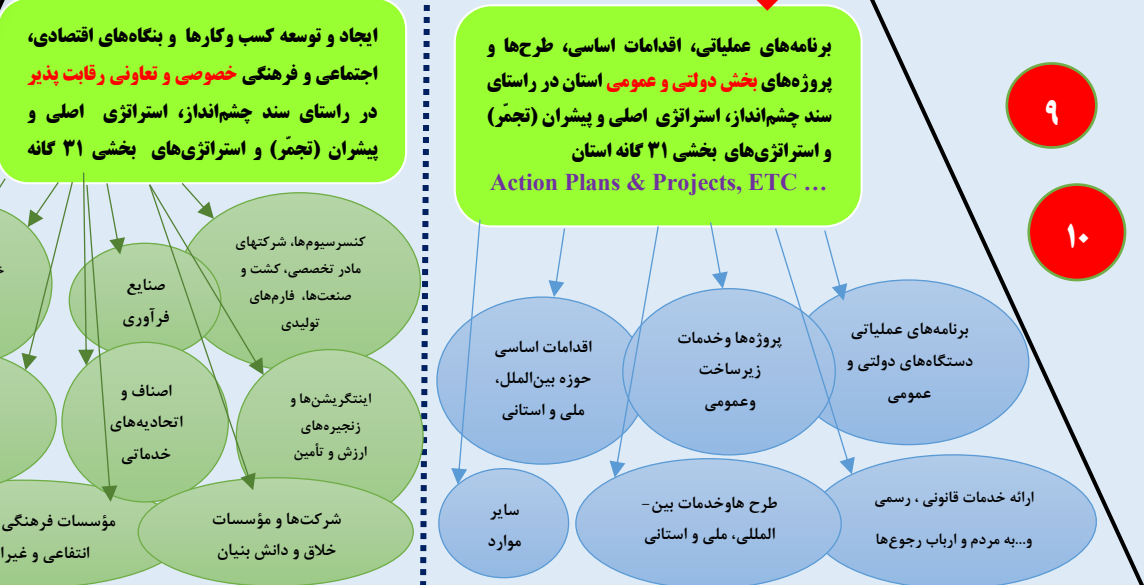 برنامه‌های عملیاتی، اقدامات اساسی، طرح‌ها و
پروژه‌های بخش دولتی و عمومی استان در راستای
سند چشم‌انداز، استراتژی اصلی و پیشران (تجمّر)
و استراتژی‌های بخشی ۳۱ گانه استان
Action Plans & Projects, ETC …
ایجاد و توسعه کسب وکارها و بنگاه‌های اقتصادی،
اجتماعی و فرهنگی خصوصی و تعاونی رقابت پذیر
در راستای سند چشم‌انداز، استراتژی اصلی و
پیشران (تجمّر) و استراتژی‌های بخشی ۳۱ گانه
۹
۱۰
برنامه‌های عملیاتی
دستگاه‌های دولتی و
عمومی
پروژه‌ها وخدمات
زیرساخت
وعمومی
اقدامات اساسی
حوزه بین‌الملل،
ملی و استانی
ارائه خدمات قانونی ، رسمی
و...به مردم و ارباب رجوع‌ها
طرح هاوخدمات بین-
المللی، ملی و استانی
سایر
موارد
کنسرسیوم‌ها، شرکتهای
مادر تخصصی، کشت و
صنعت‌ها، فارم‌های
تولیدی
صنایع
فرآوری
اینتگریشن‌ها و
زنجیره‌های
ارزش و تأمین
اصناف و
اتحادیه‌های
خدماتی
شرکت‌ها و مؤسسات
خلاق و دانش بنیان
مؤسسات فرهنگی
انتفاعی و